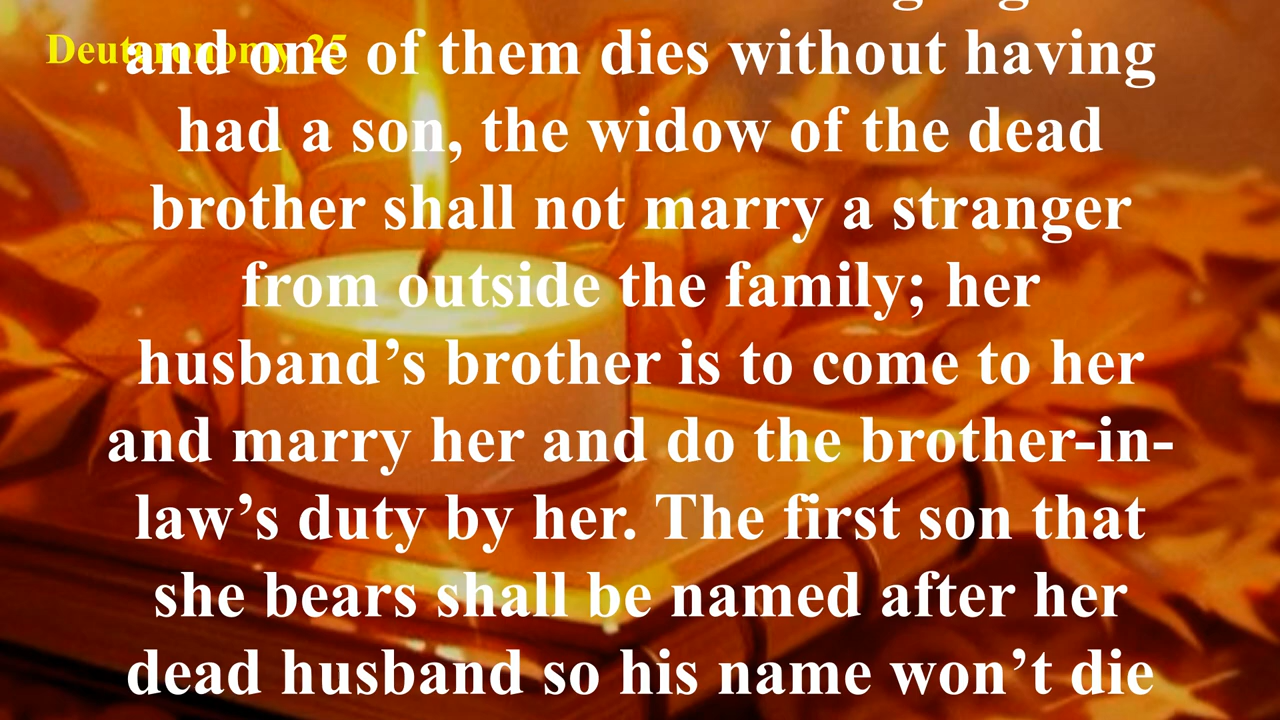 Deuteronomy 25
and one of them dies without having
had a son, the widow of the dead
brother shall not marry a stranger
from outside the family; her
husband’s brother is to come to her
and marry her and do the brother-in-
law’s duty by her. The first son that
she bears shall be named after her
dead husband so his name won’t die